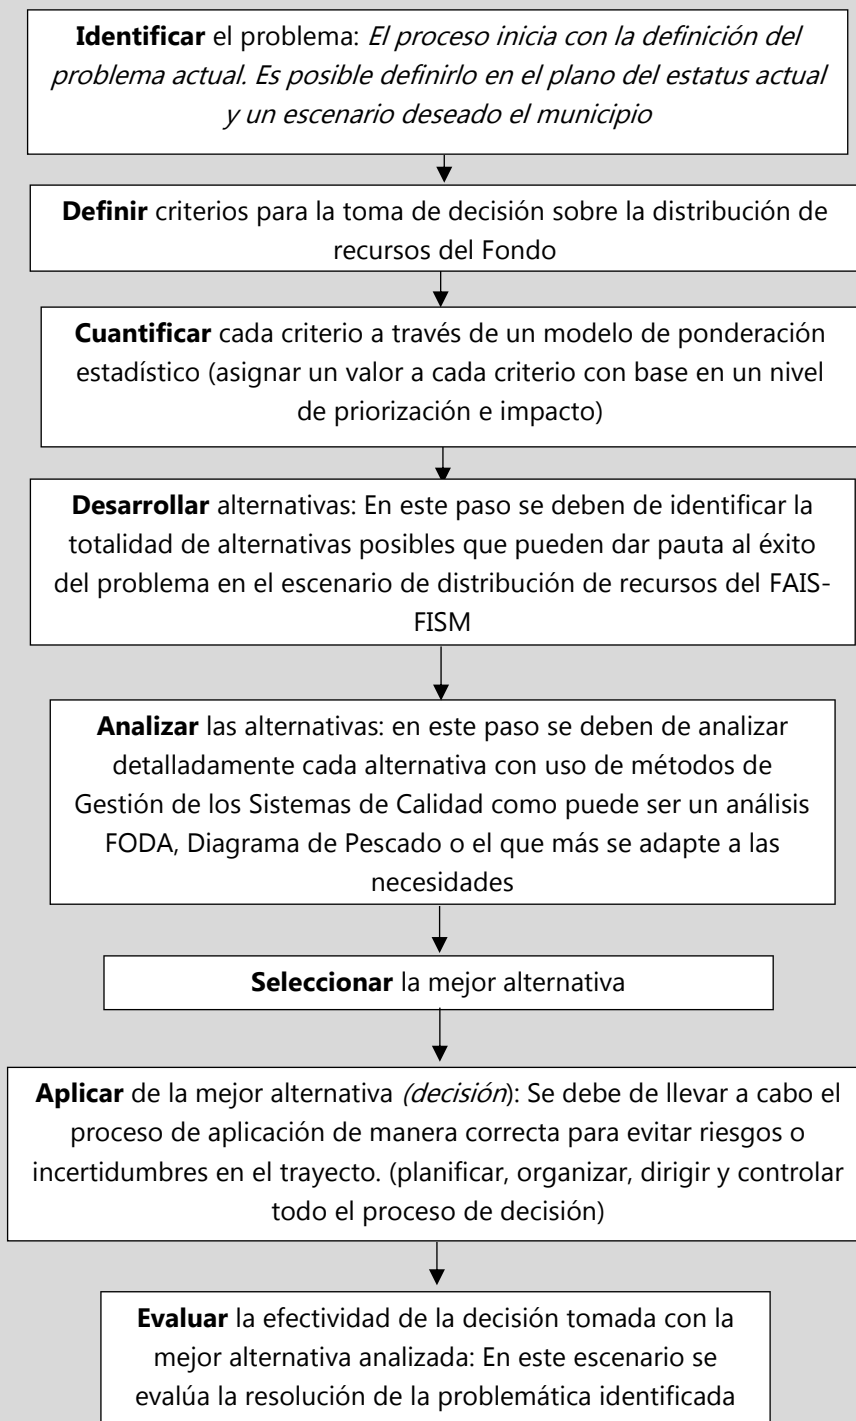 Identificar el problema: El proceso inicia con la definición del
problema actual. Es posible definirlo en el plano del estatus actual
y un escenario deseado el municipio
Definir criterios para la toma de decisión sobre la distribución de
recursos del Fondo
Cuantificar cada criterio a través de un modelo de ponderación
estadístico (asignar un valor a cada criterio con base en un nivel
de priorización e impacto)
Desarrollar alternativas: En este paso se deben de identificar la
totalidad de alternativas posibles que pueden dar pauta al éxito
del problema en el escenario de distribución de recursos del FAIS-
FISM
Analizar las alternativas: en este paso se deben de analizar
detalladamente cada alternativa con uso de métodos de
Gestión de los Sistemas de Calidad como puede ser un análisis
FODA, Diagrama de Pescado o el que más se adapte a las
necesidades
Seleccionar la mejor alternativa
Aplicar de la mejor alternativa (decisión): Se debe de llevar a cabo el
proceso de aplicación de manera correcta para evitar riesgos o
incertidumbres en el trayecto. (planificar, organizar, dirigir y controlar
todo el proceso de decisión)
Evaluar la efectividad de la decisión tomada con la
mejor alternativa analizada: En este escenario se
evalúa la resolución de la problemática identificada